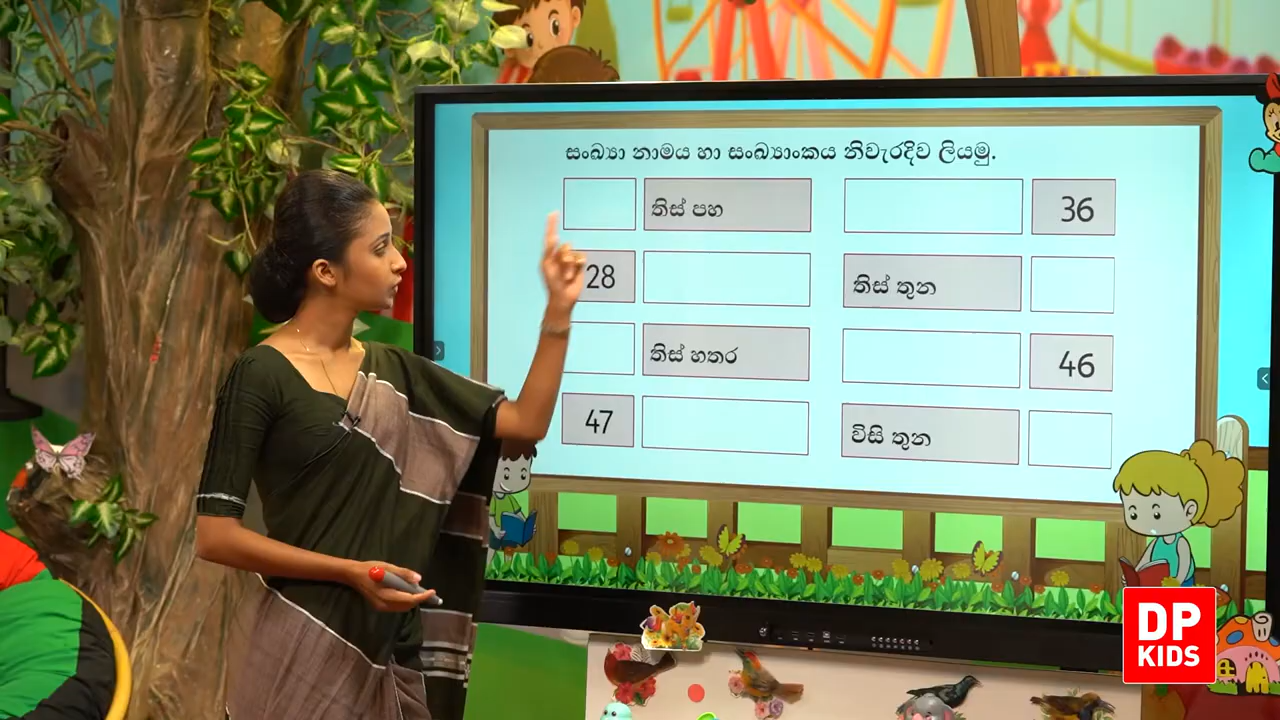 සංඛ්‍යා නාමය හා සංඛ්‍යාංකය නිවැරදිව ලියමු.
තිස් පහ 36
28 තිස් තුන
තිස් හතර 46
47 විසි තුන
DP
KIDS